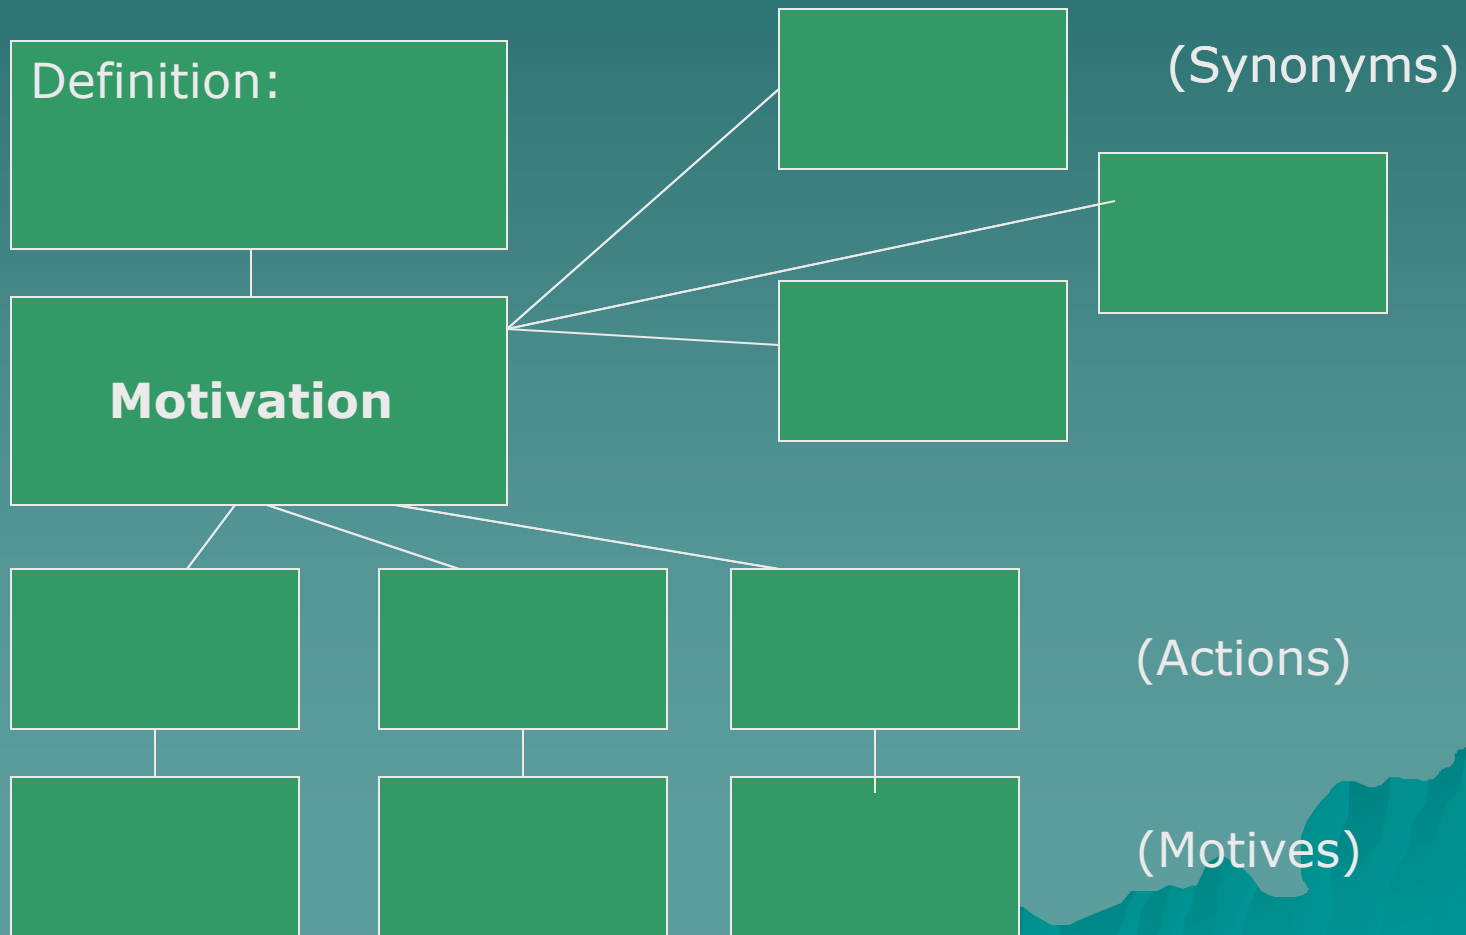 Definition:
(Synonyms)
Motivation
(Actions)
(Motives)